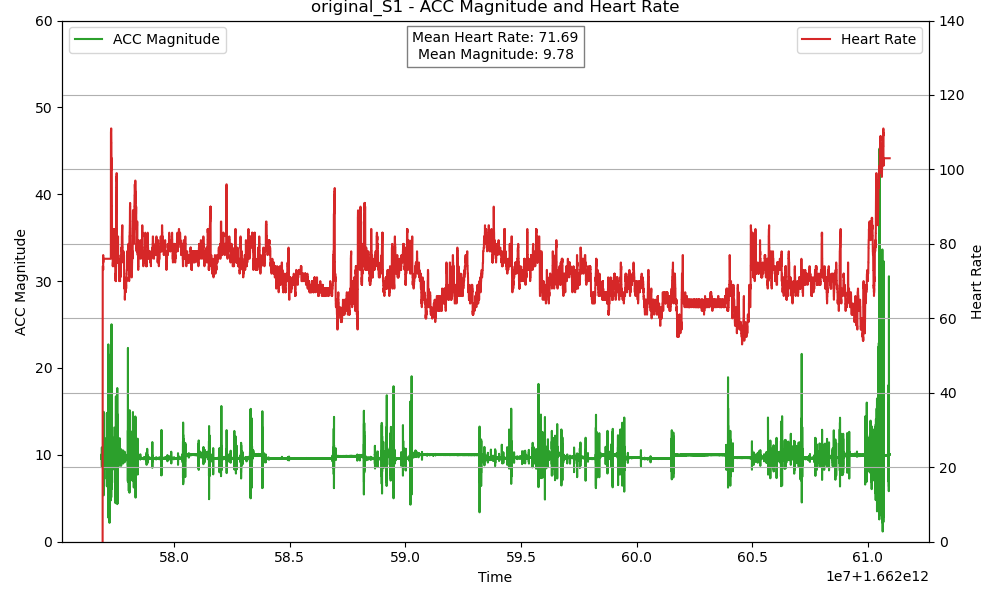 original_S1 - ACC Magnitude and Heart Rate
ACC Magnitude
Mean Heart Rate: 71.69
Mean Magnitude: 9.78
Heart Rate
60
50
40
30
20
10
0
ACC Magnitude
140
120
100
80
60
40
20
0
Heart Rate
58.0 58.5 59.0 59.5 60.0 60.5 61.0
Time
1e7+1.662e12